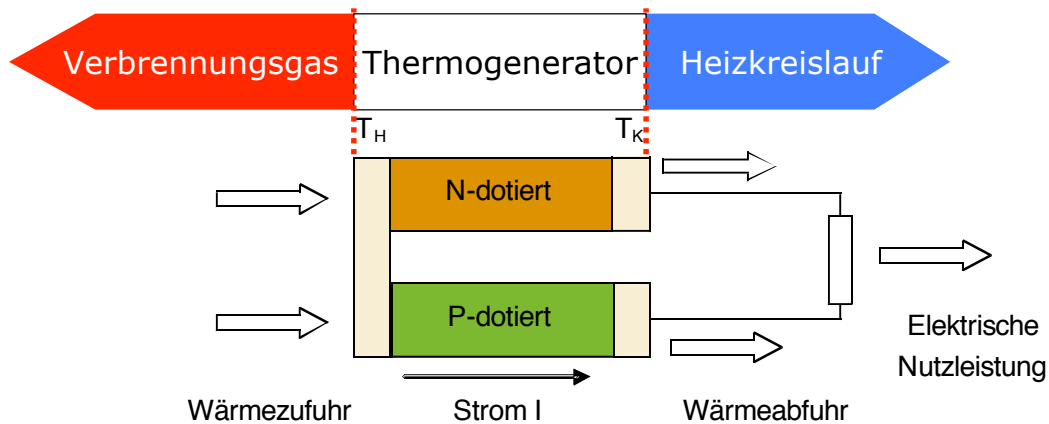 Verbrennungsgas Thermogenerator Heizkreislauf
T_H T_K
N-dotiert
P-dotiert
Elektrische
Nutzleistung
Wärmezufuhr Strom I Wärmeabfuhr